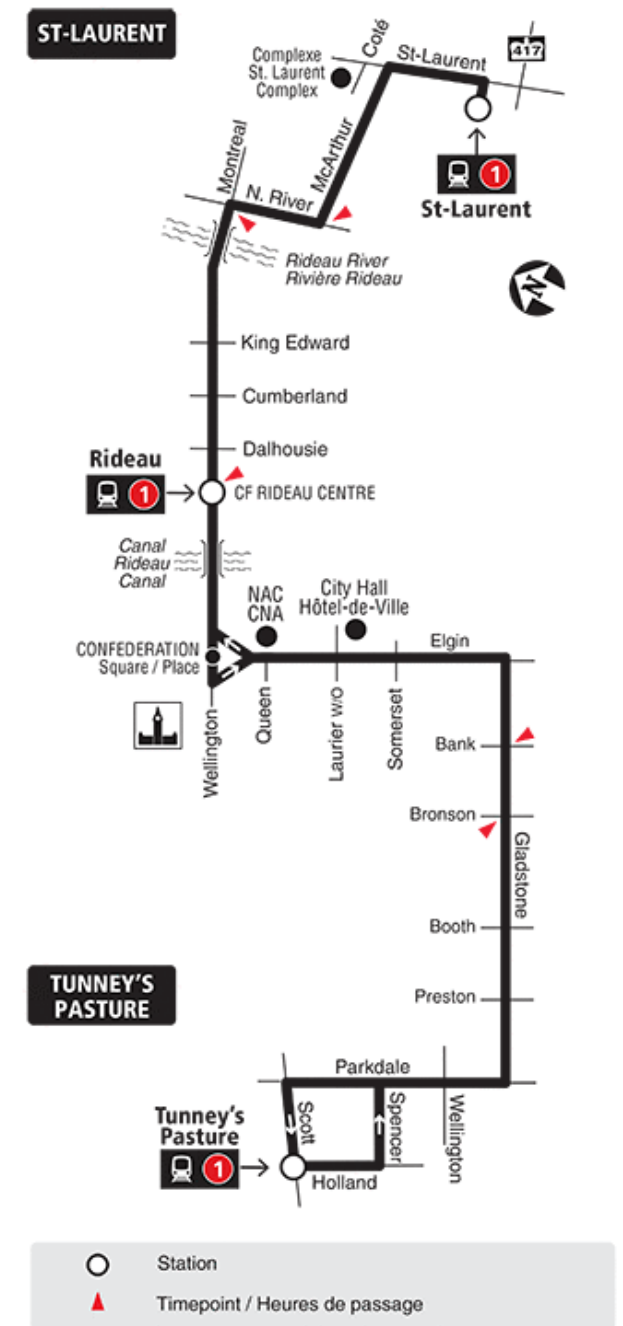 ST-LAURENT
417
Coté
St-Laurent
Complexe
St. Laurent
Complex
McArthur
1
St-Laurent
Montreal
N. River
Rideau River
Rivière Rideau
N
King Edward
Cumberland
Dalhousie
Rideau
1
CF RIDEAU CENTRE
Canal
Rideau
Canal
NAC
CNA
City Hall
Hôtel-de-Ville
CONFEDERATION
Square / Place
Elgin
Wellington
Queen
Laurier W/O
Somerset
Bank
Bronson
Gladstone
Booth
Preston
TUNNEY'S
PASTURE
Parkdale
Wellington
Scott
Spencer
Tunney's
Pasture
1
Holland
Station
Timepoint / Heures de passage